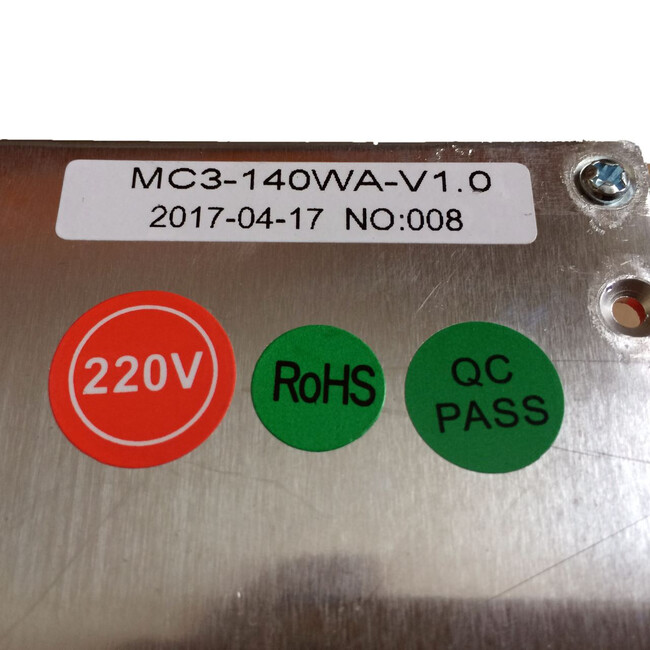 MC3-140WA-V1.0
2017-04-17 NO:008
220V
RoHS
QC
PASS